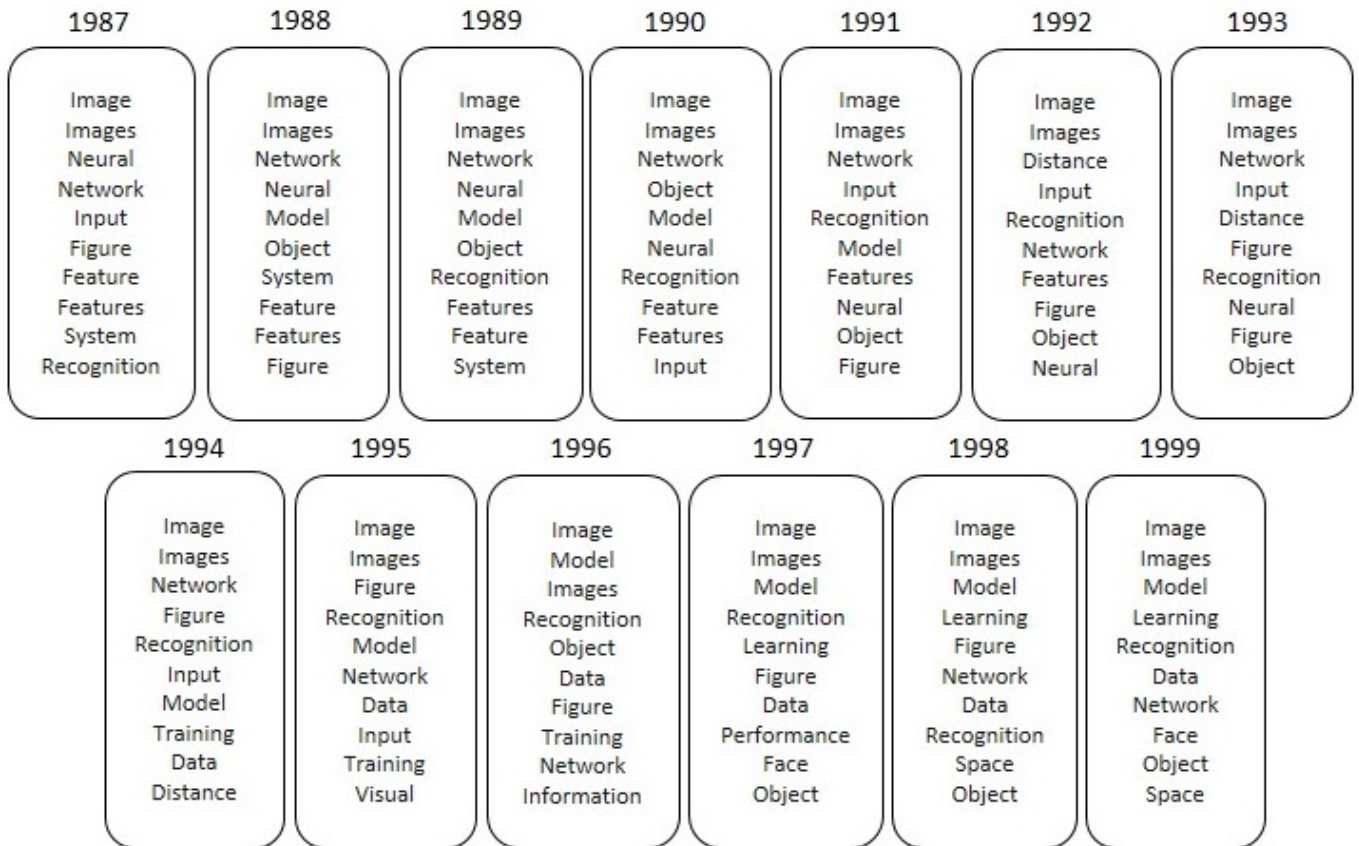 1987
Image
Images
Neural
Network
Input
Figure
Feature
Features
System
Recognition
1988
Image
Images
Network
Neural
Model
Object
System
Feature
Features
Figure
1989
Image
Images
Network
Neural
Model
Object
Recognition
Features
Feature
System
1990
Image
Images
Network
Object
Model
Neural
Recognition
Feature
Features
Input
1991
Image
Images
Network
Input
Recognition
Model
Features
Neural
Object
Figure
1992
Image
Images
Distance
Input
Recognition
Network
Features
Figure
Object
Neural
1993
Image
Images
Network
Input
Distance
Figure
Recognition
Neural
Figure
Object
1994
Image
Images
Network
Figure
Recognition
Input
Model
Training
Data
Distance
1995
Image
Images
Figure
Recognition
Model
Network
Data
Input
Training
Visual
1996
Image
Model
Images
Recognition
Object
Data
Figure
Training
Network
Information
1997
Image
Images
Model
Recognition
Learning
Figure
Data
Performance
Face
Object
1998
Image
Images
Model
Learning
Figure
Network
Data
Recognition
Space
Object
1999
Image
Images
Model
Learning
Recognition
Data
Network
Face
Object
Space